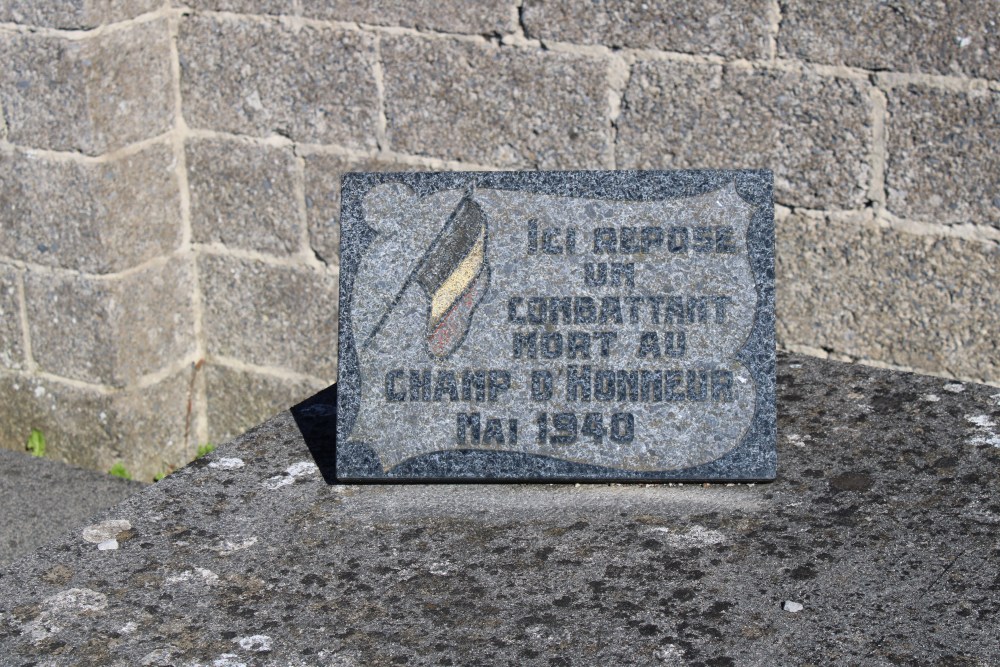 Ici repose
un
combattant
mort au
champ d'Honneur
Mai 1940